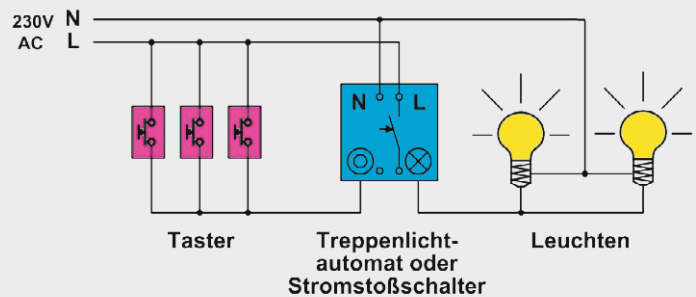 230V N
AC L
N L
Taster
Treppenlicht-
automat oder
Stromstoßschalter
Leuchten